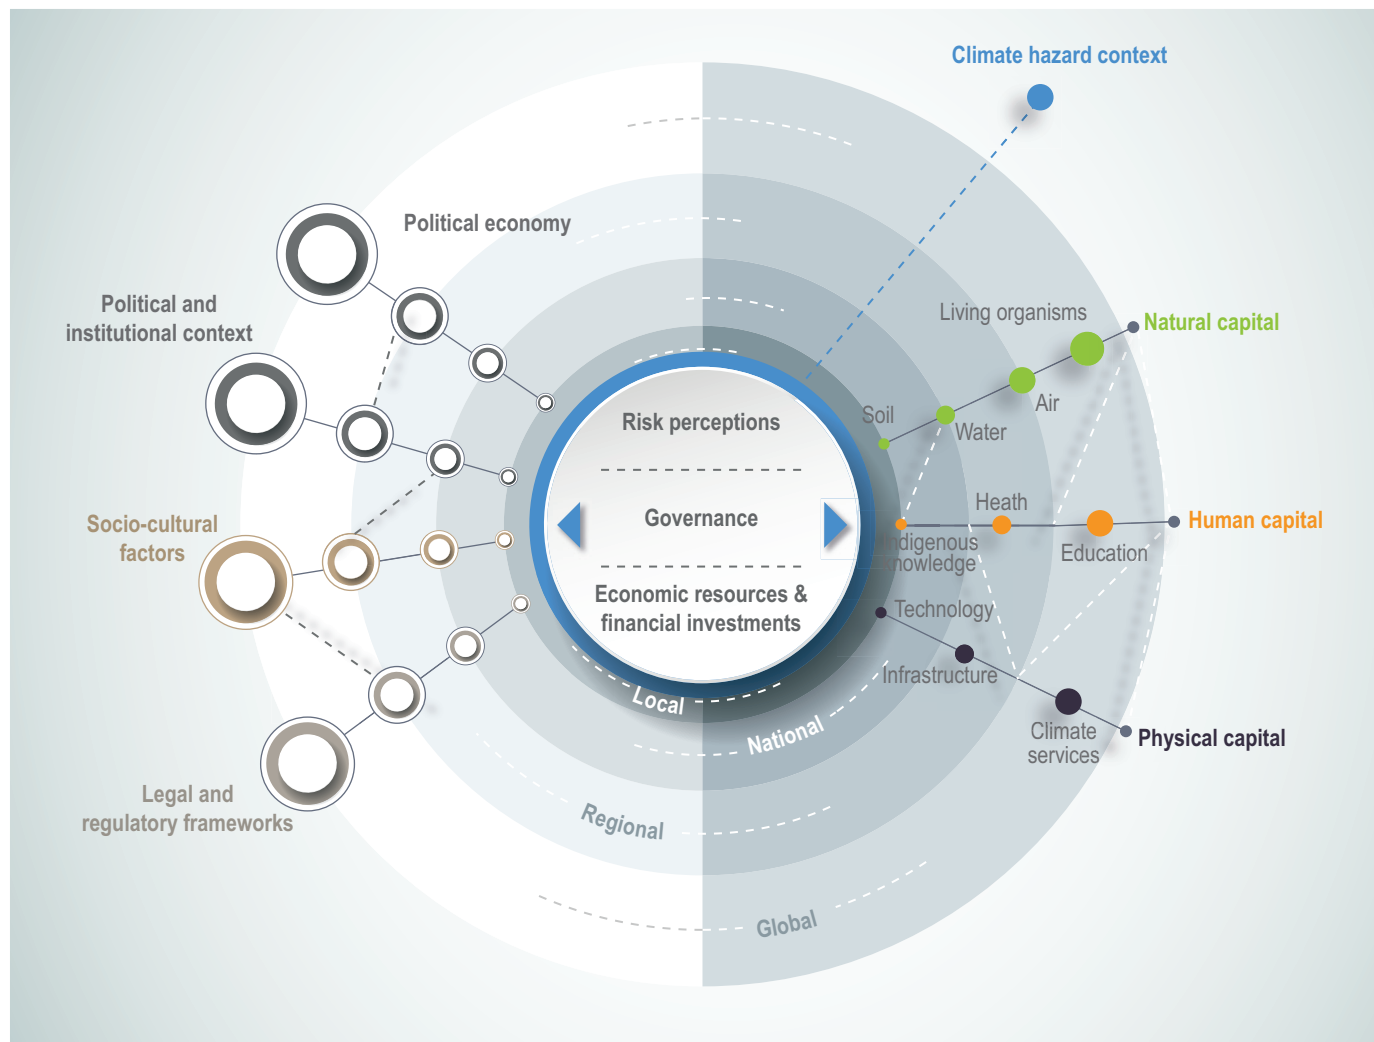 Climate hazard context
Political economy
Political and
institutional context
Living organisms
Natural capital
Air
Soil
Water
Risk perceptions
Governance
Economic resources &
financial investments
Socio-cultural
factors
Heath
Human capital
Indigenous
knowledge
Education
Technology
Infrastructure
Climate
services
Physical capital
Legal and
regulatory frameworks
Local
National
Regional
Global